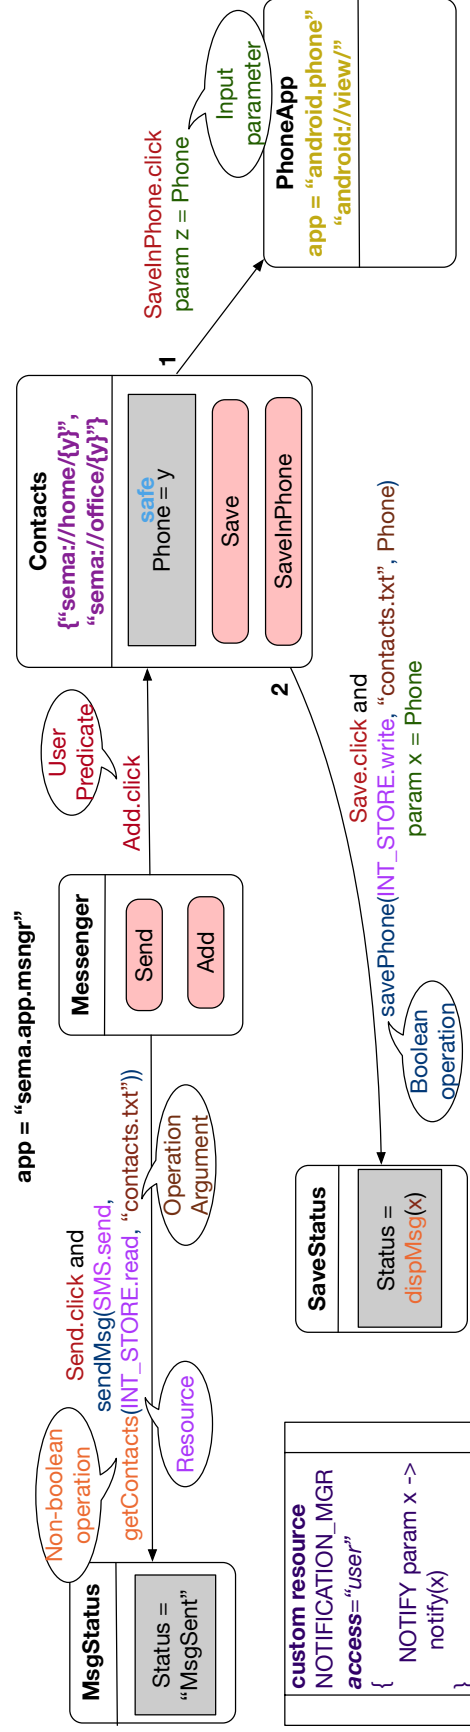 app = “sema.app.msngr”
MsgStatus
Status =
“MsgSent”
Non-boolean
operation
Send.click and
sendMsg(SMS.send,
getContacts(INT_STORE.read, “contacts.txt”))
Resource
Operation
Argument
Messenger
Send
Add
User
Predicate
Add.click
Contacts
{“sema://home/{y}”,
“sema://office/{y}”}
safe
Phone = y
Save
SaveInPhone
1
SaveInPhone.click
param z = Phone
Input
parameter
PhoneApp
app = “android.phone”
“android://view/”
2
Save.click and
savePhone(INT_STORE.write, “contacts.txt”, Phone)
param x = Phone
Boolean
operation
SaveStatus
Status =
dispMsg(x)
custom resource
NOTIFICATION_MGR
access=“user”
{
NOTIFY param x ->
notify(x)
}